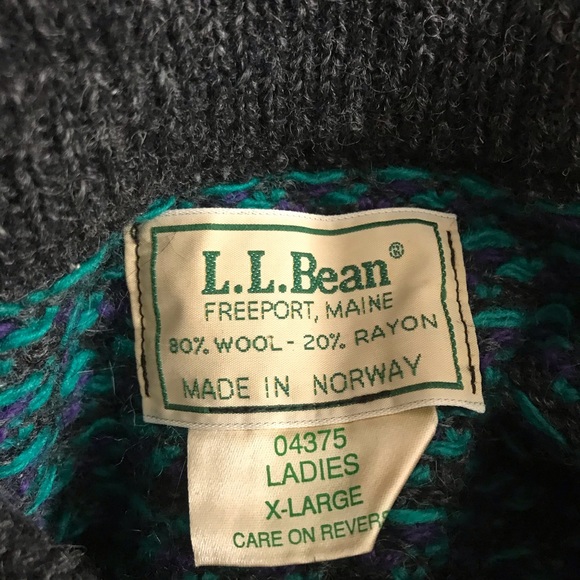 L.L.Bean®
FREEPORT, MAINE
80% WOOL - 20% RAYON
MADE IN NORWAY
04375
LADIES
X-LARGE
CARE ON REVERS